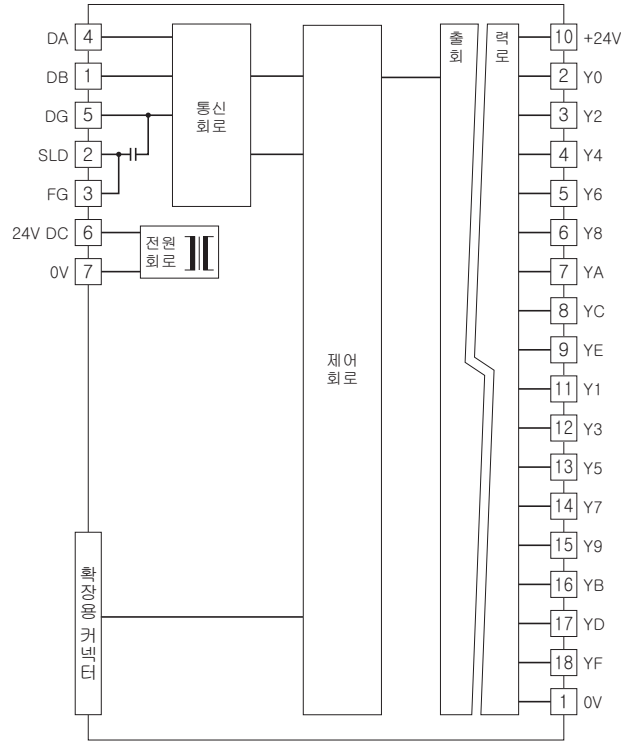 DA 4
DB 1
DG 5
SLD 2
FG 3
24V DC 6
0V 7
통신
회로
전원
회로
제어
회로
확장용 커넥터
출력
회로
10 +24V
2 Y0
3 Y2
4 Y4
5 Y6
6 Y8
7 YA
8 YC
9 YE
11 Y1
12 Y3
13 Y5
14 Y7
15 Y9
16 YB
17 YD
18 YF
1 0V